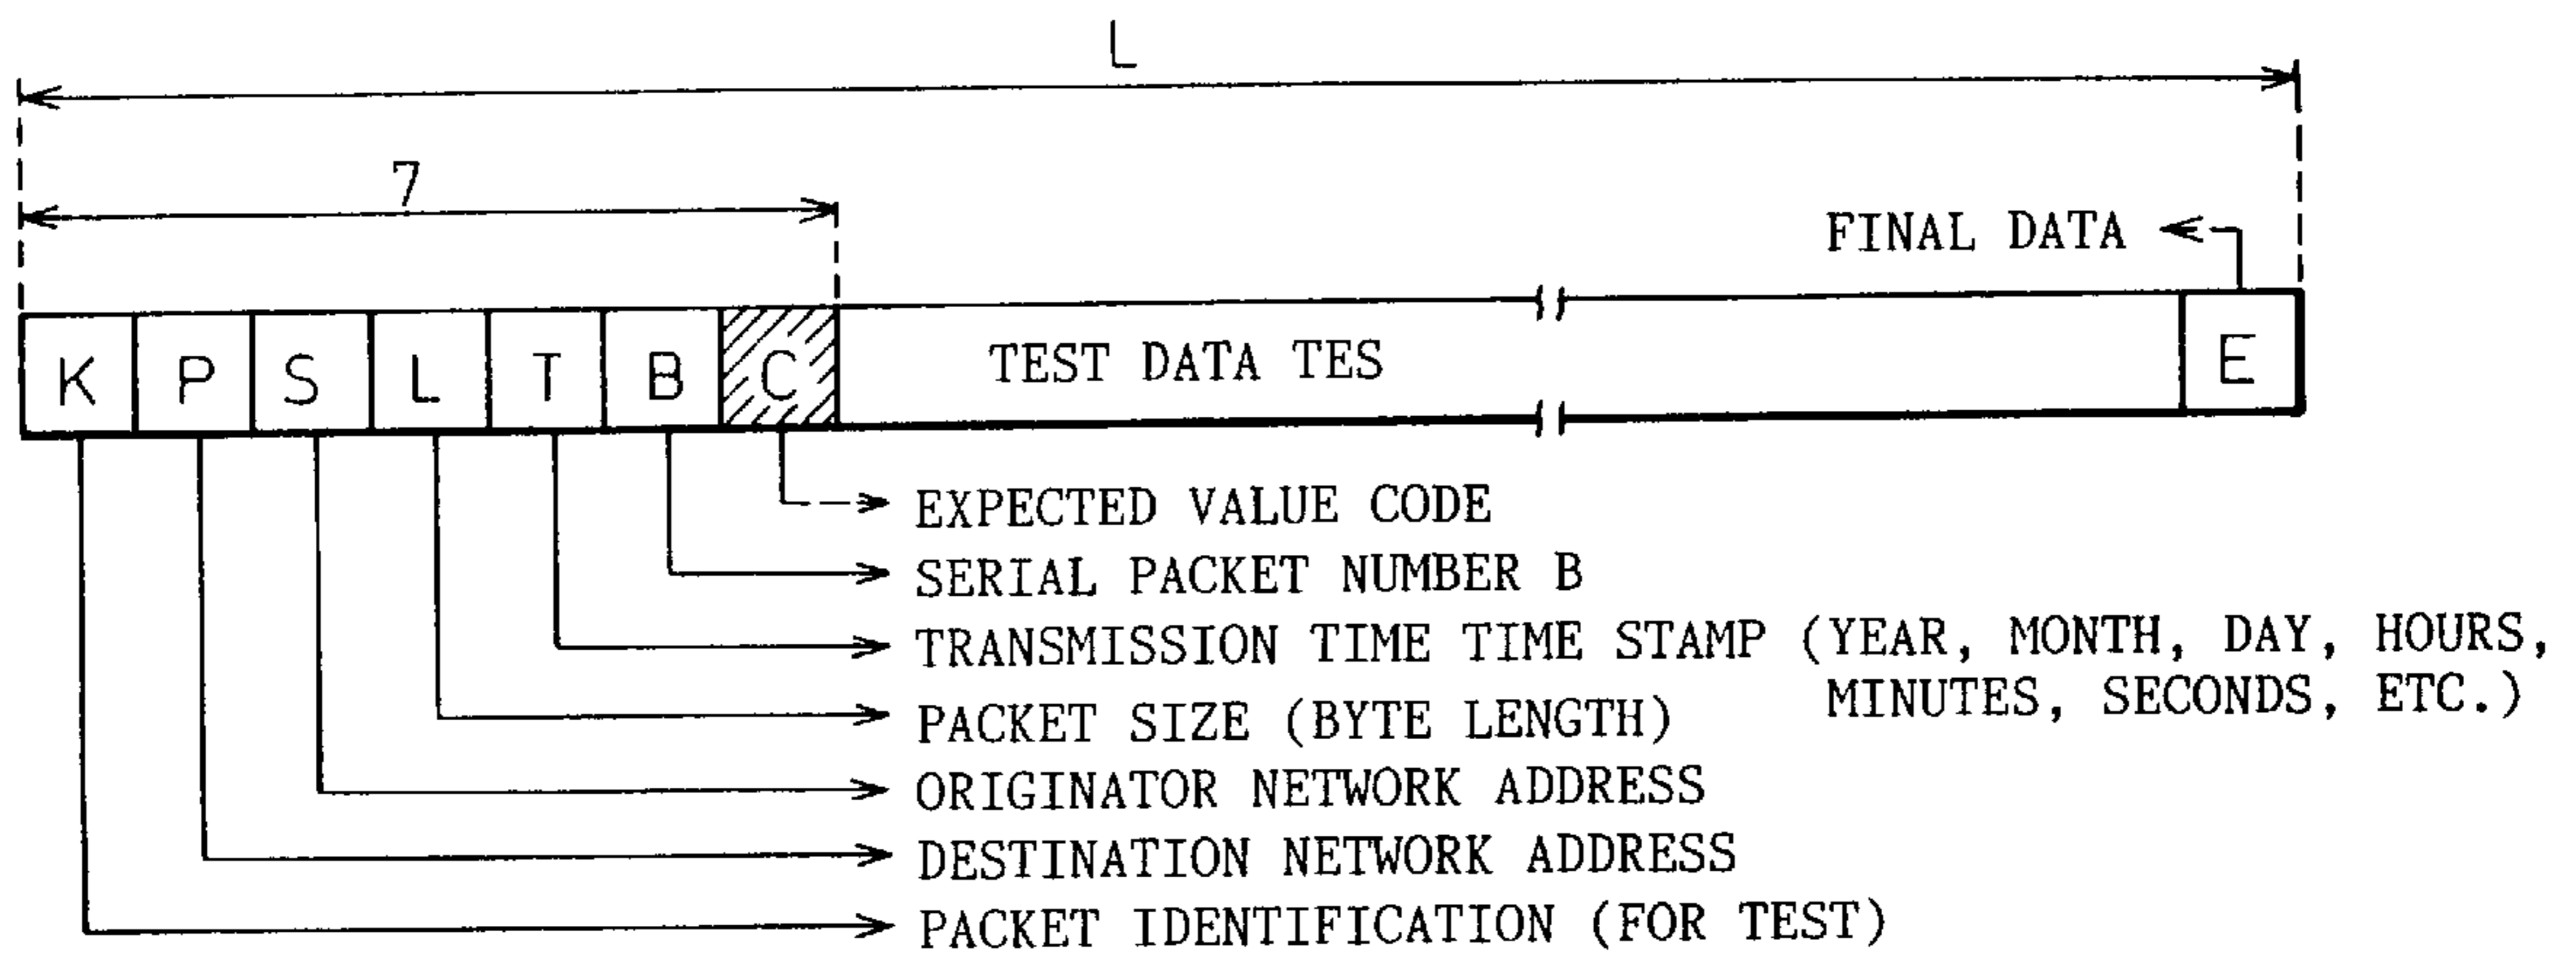 L
7
FINAL DATA
K P S L T B C TEST DATA TES E
EXPECTED VALUE CODE
SERIAL PACKET NUMBER B
TRANSMISSION TIME TIME STAMP (YEAR, MONTH, DAY, HOURS,
MINUTES, SECONDS, ETC.)
PACKET SIZE (BYTE LENGTH)
ORIGINATOR NETWORK ADDRESS
DESTINATION NETWORK ADDRESS
PACKET IDENTIFICATION (FOR TEST)